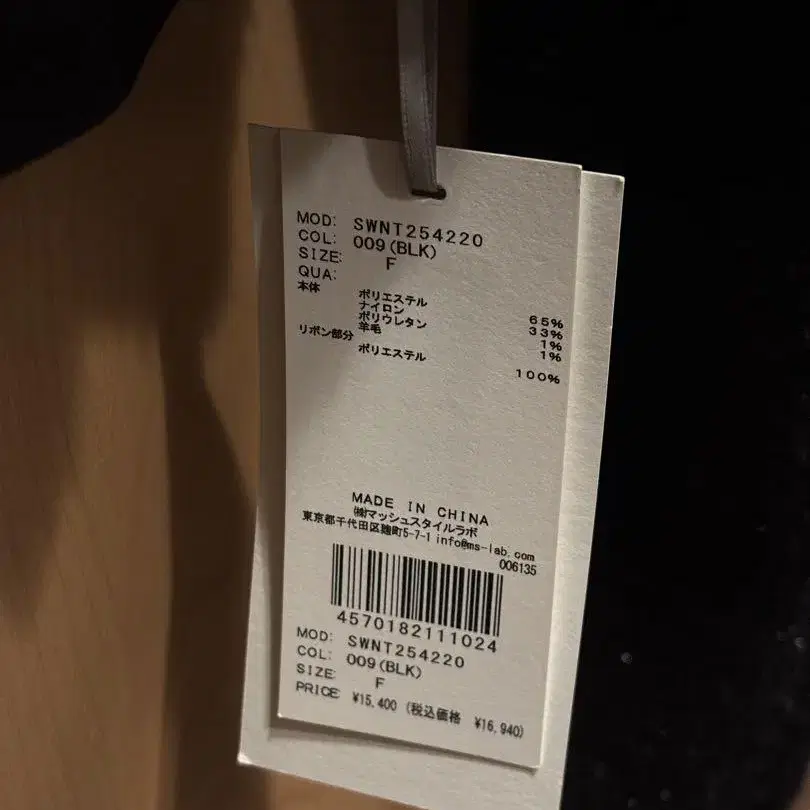 MOD: SWNT254220
COL: 009(BLK)
SIZE: F
QUA:
本体 ポリエステル 65%
ナイロン 33%
ポリウレタン 1%
羊毛 1%
リボン部分
ポリエステル 100%
MADE IN CHINA
㈱マッシュスタイルラボ
東京都千代田区麹町5-7-1 info@ms-lab.com
006135
4570182111024
MOD: SWNT254220
COL: 009(BLK)
SIZE: F
PRICE: ¥15,400 (税込価格 ¥16,940)